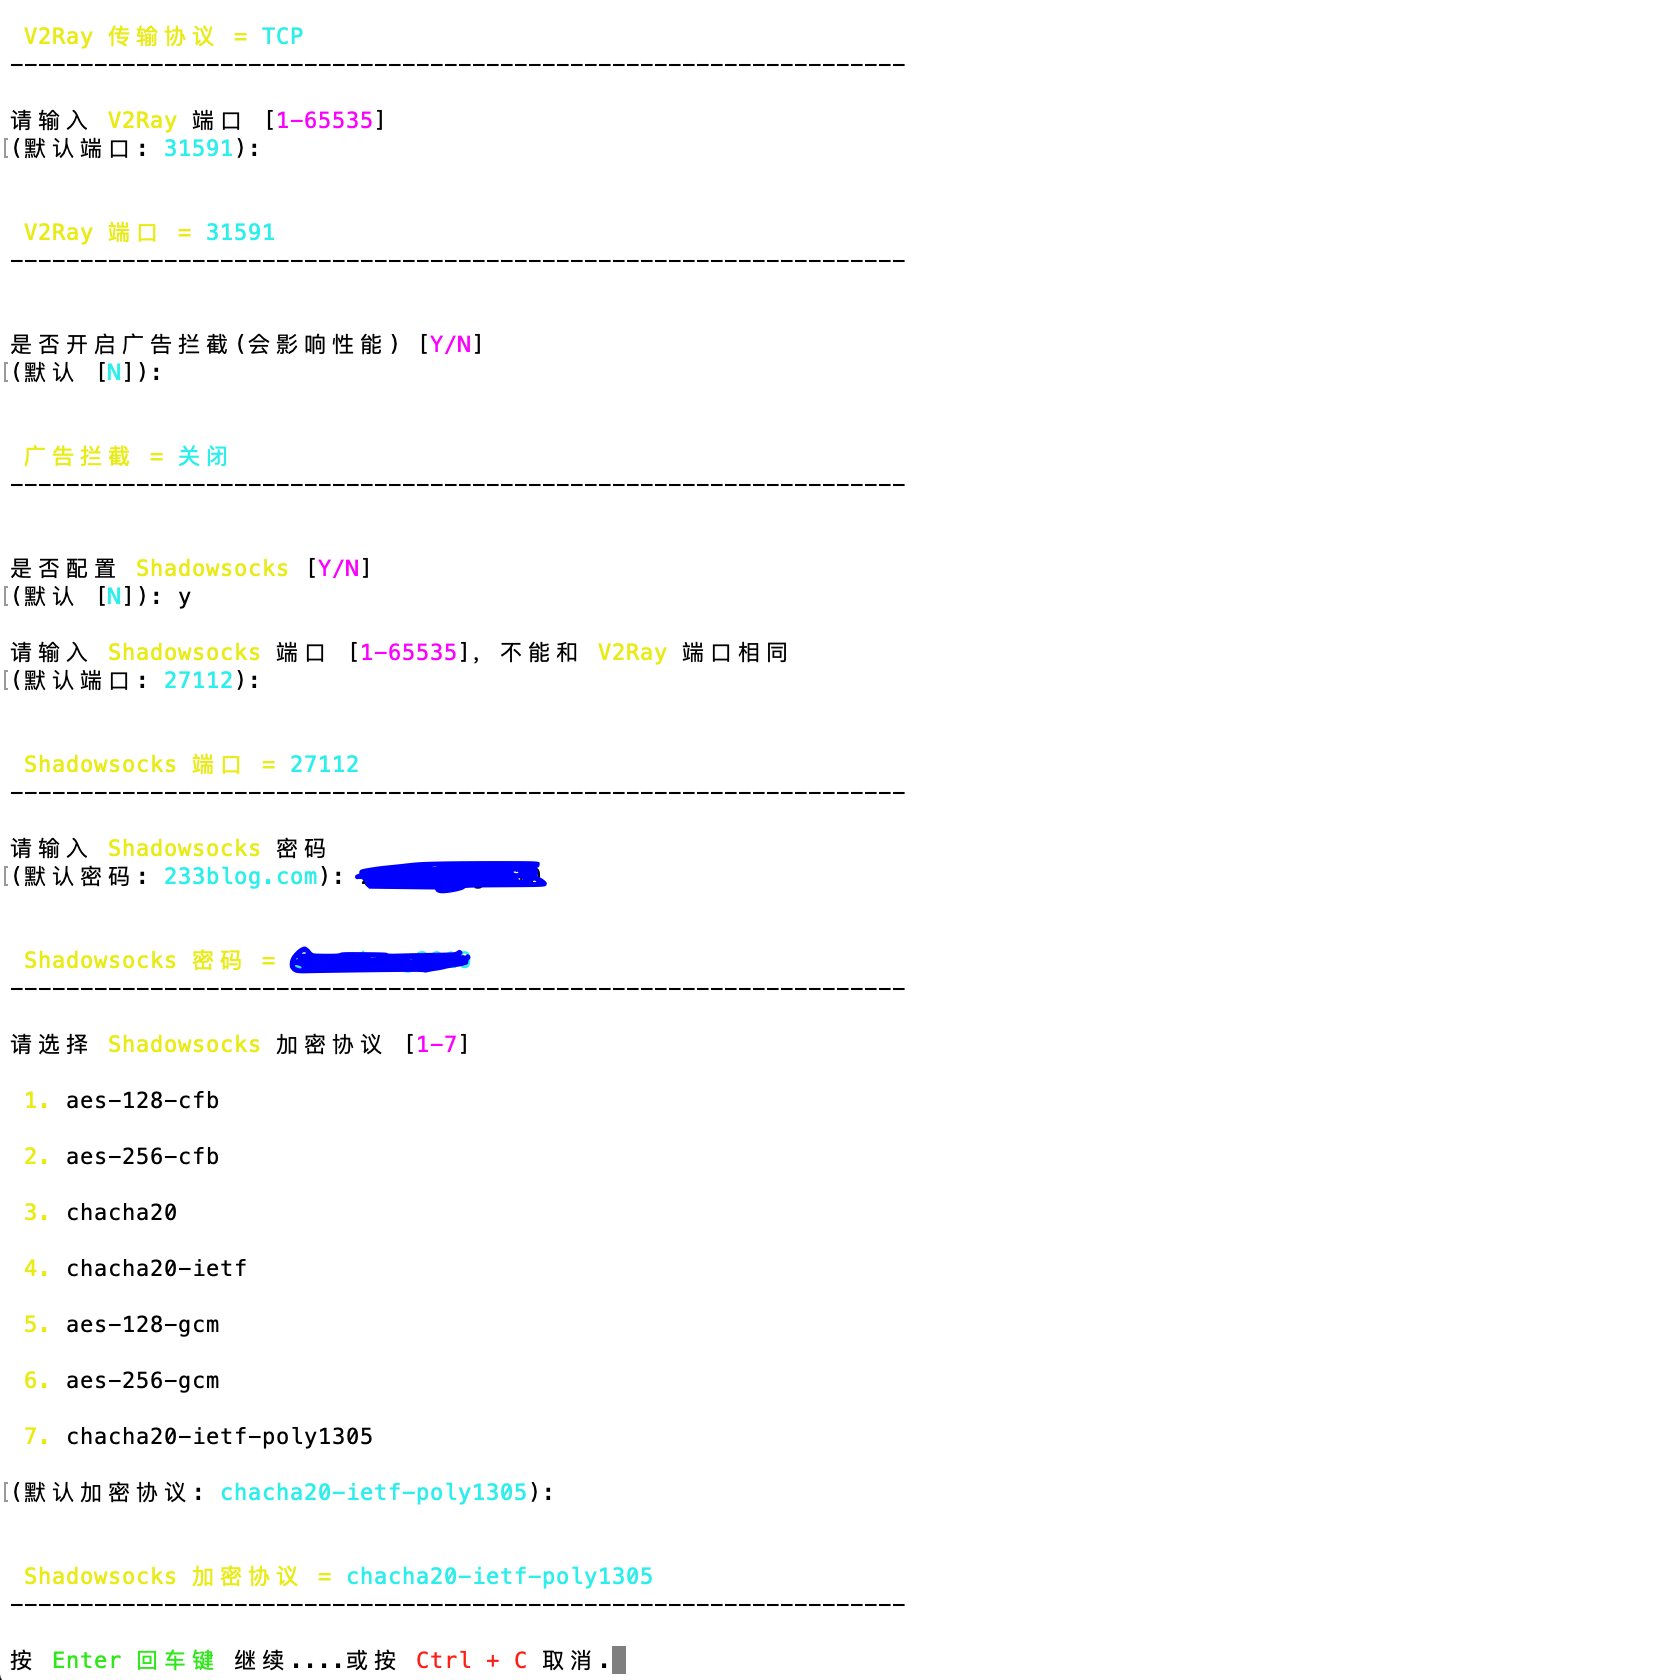 V2Ray 传输协议 = TCP
----------------------------------------------------------------
请输入 V2Ray 端口 [1-65535]
(默认端口: 31591):
V2Ray 端口 = 31591
----------------------------------------------------------------
是否开启广告拦截(会影响性能) [Y/N]
(默认 [N]):
广告拦截 = 关闭
----------------------------------------------------------------
是否配置 Shadowsocks [Y/N]
(默认 [N]): y
请输入 Shadowsocks 端口 [1-65535], 不能和 V2Ray 端口相同
(默认端口: 27112):
Shadowsocks 端口 = 27112
----------------------------------------------------------------
请输入 Shadowsocks 密码
(默认密码: 233blog.com):
Shadowsocks 密码 =
----------------------------------------------------------------
请选择 Shadowsocks 加密协议 [1-7]
1. aes-128-cfb
2. aes-256-cfb
3. chacha20
4. chacha20-ietf
5. aes-128-gcm
6. aes-256-gcm
7. chacha20-ietf-poly1305
(默认加密协议: chacha20-ietf-poly1305):
Shadowsocks 加密协议 = chacha20-ietf-poly1305
----------------------------------------------------------------
按 Enter 回车键 继续....或按 Ctrl + C 取消.